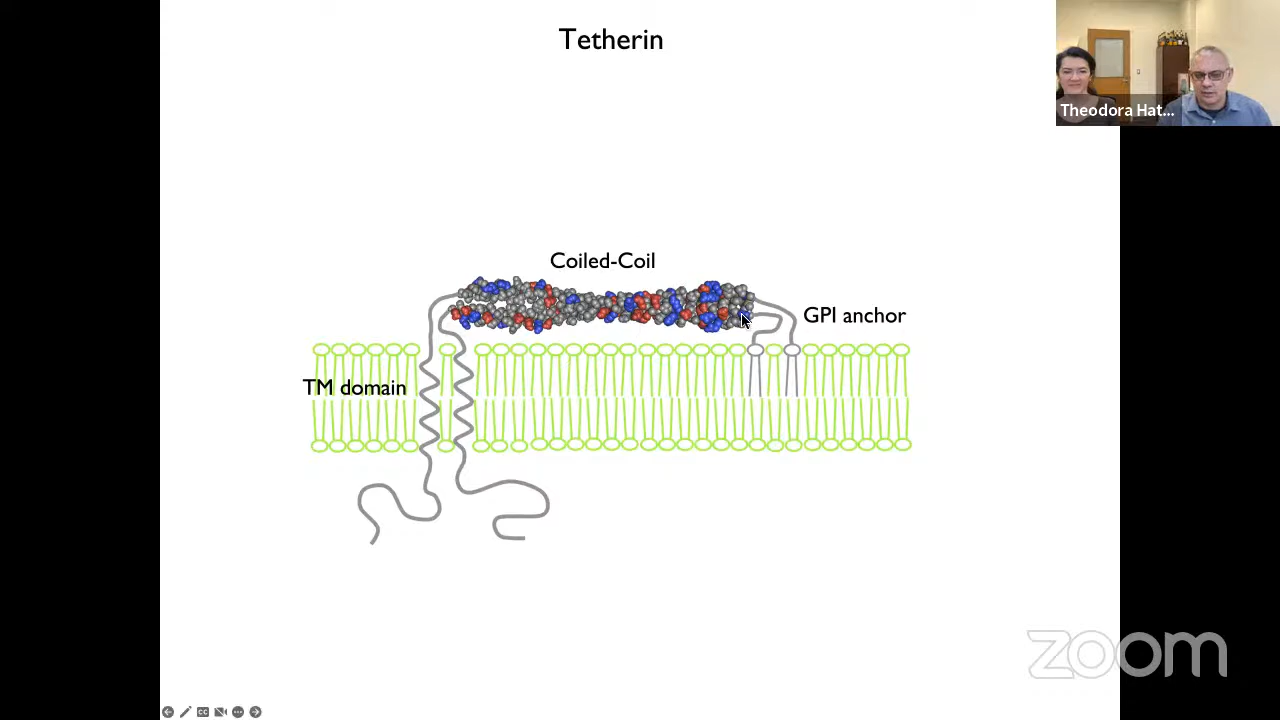 Tetherin
Theodora Hat...
Coiled-Coil
GPI anchor
TM domain
zoom